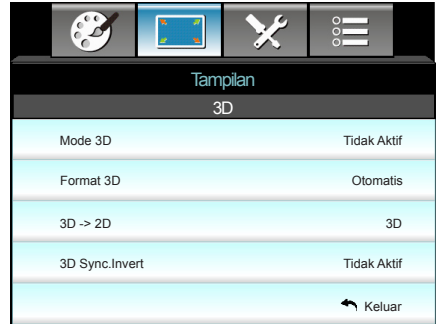 Tampilan
3D
Mode 3D Tidak Aktif
Format 3D Otomatis
3D -> 2D 3D
3D Sync.Invert Tidak Aktif
Keluar